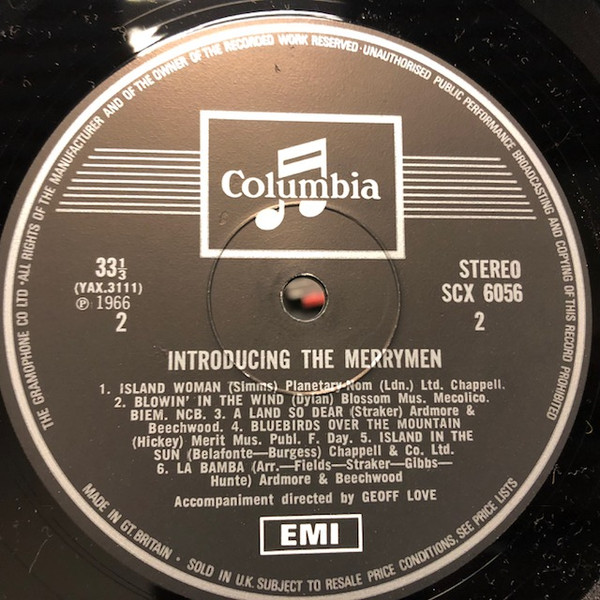 THE GRAMOPHONE CO LTD · ALL RIGHTS OF THE MANUFACTURER AND OF THE OWNER OF THE RECORDED WORK RESERVED · UNAUTHORISED PUBLIC PERFORMANCE BROADCASTING AND COPYING OF THIS RECORD PROHIBITED
Columbia
33⅓
(YAX.3111)
℗ 1966
2
STEREO
SCX 6056
2
INTRODUCING THE MERRYMEN
1. ISLAND WOMAN (Simms) Planetary-Nom (Ldn.) Ltd. Chappell.
2. BLOWIN' IN THE WIND (Dylan) Blossom Mus. Mecolico.
BIEM. NCB. 3. A LAND SO DEAR (Straker) Ardmore &
Beechwood. 4. BLUEBIRDS OVER THE MOUNTAIN
(Hickey) Merit Mus. Publ. F. Day. 5. ISLAND IN THE
SUN (Belafonte—Burgess) Chappell & Co. Ltd.
6. LA BAMBA (Arr.—Fields—Straker—Gibbs—
Hunte) Ardmore & Beechwood
Accompaniment directed by GEOFF LOVE
EMI
MADE IN GT. BRITAIN · SOLD IN U.K. SUBJECT TO RESALE PRICE CONDITIONS, SEE PRICE LISTS